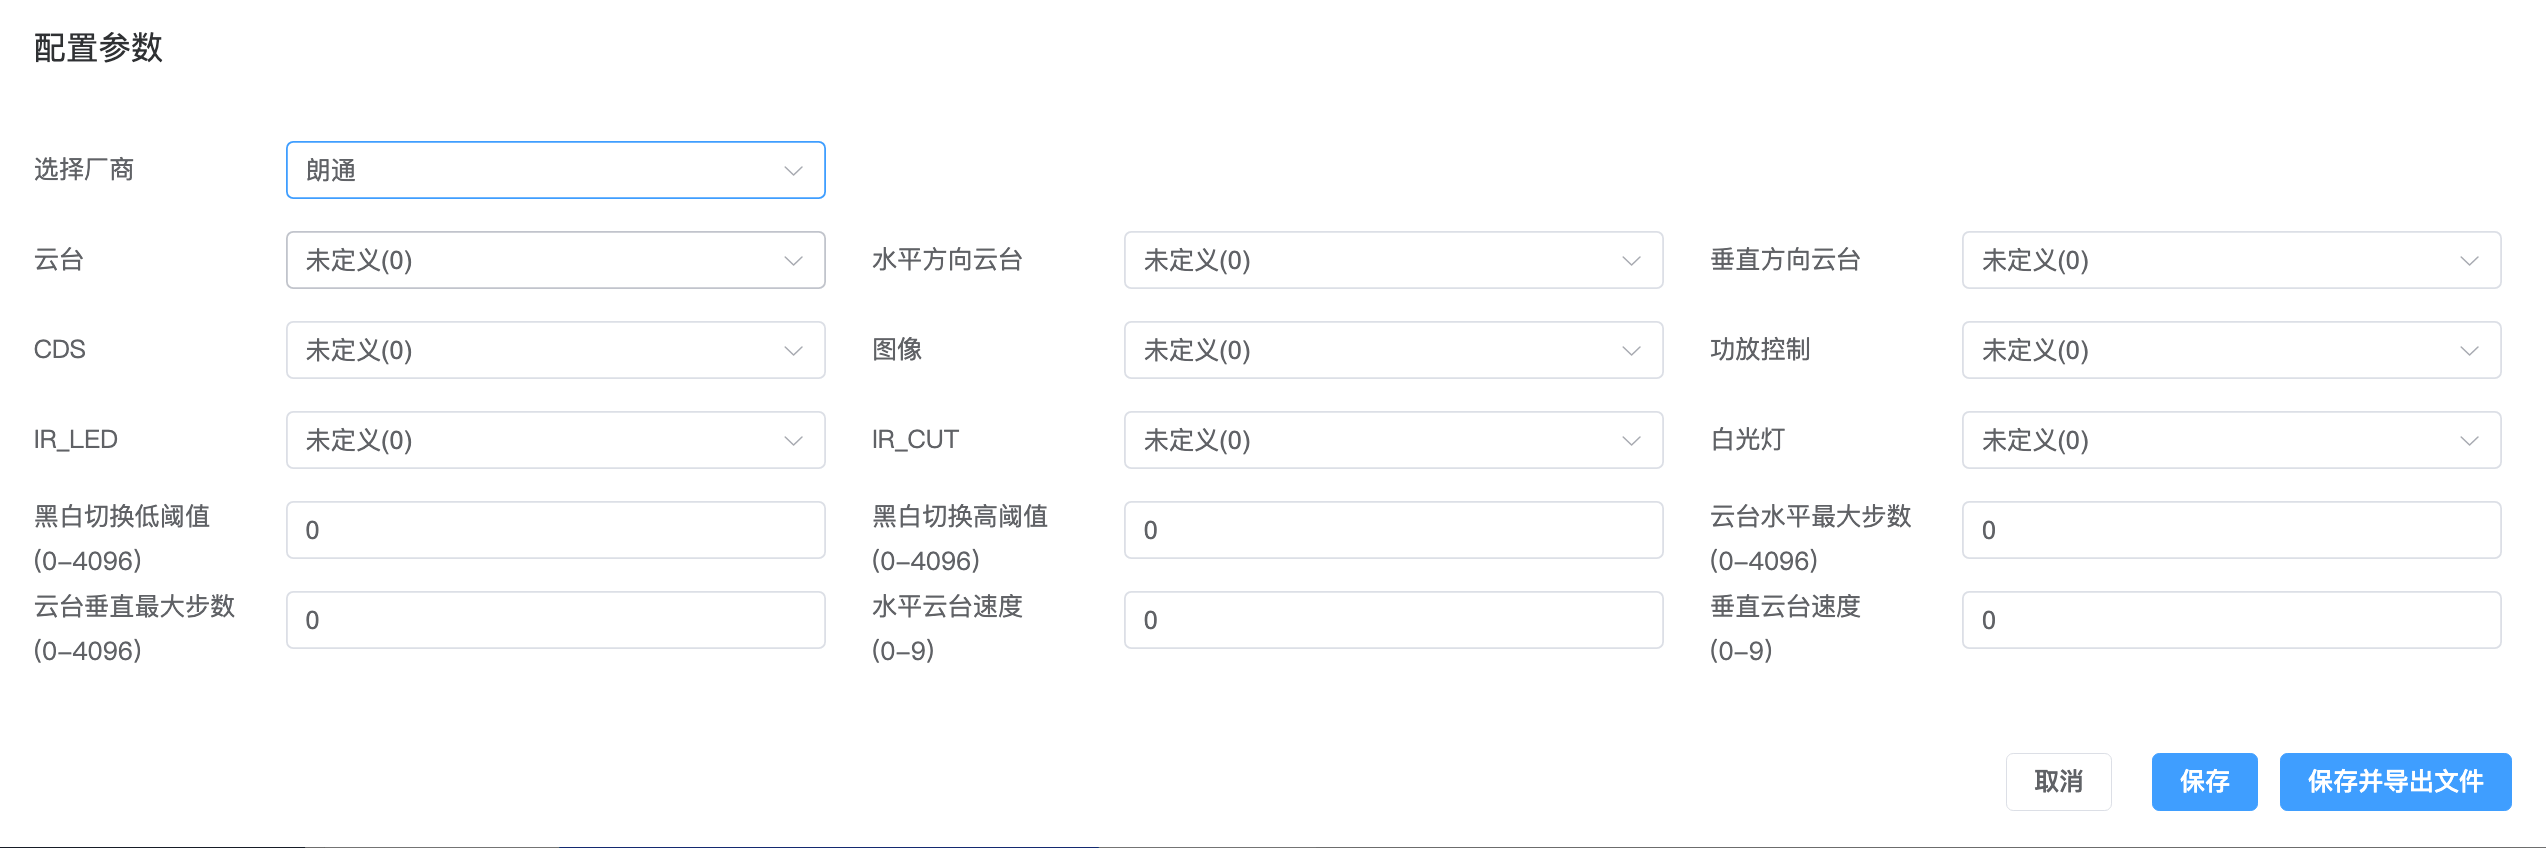 配置参数
选择厂商 朗通
云台 未定义(0) 水平方向云台 未定义(0) 垂直方向云台 未定义(0)
CDS 未定义(0) 图像 未定义(0) 功放控制 未定义(0)
IR_LED 未定义(0) IR_CUT 未定义(0) 白光灯 未定义(0)
黑白切换低阈值 黑白切换高阈值 云台水平最大步数
0 0 0
(0-4096) (0-4096) (0-4096)
云台垂直最大步数 水平云台速度 垂直云台速度
0 0 0
(0-4096) (0-9) (0-9)
取消 保存 保存并导出文件